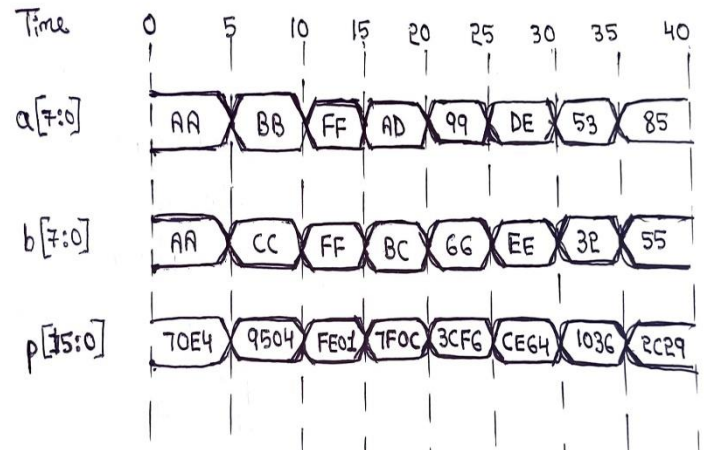 Time 0 5 10 15 20 25 30 35 40
a[7:0] AA BB FF AD 99 DE 53 85
b[7:0] AA CC FF BC 66 EE 32 55
p[15:0] 70E4 9504 FE01 7F0C 3CF6 CE64 1036 2C29